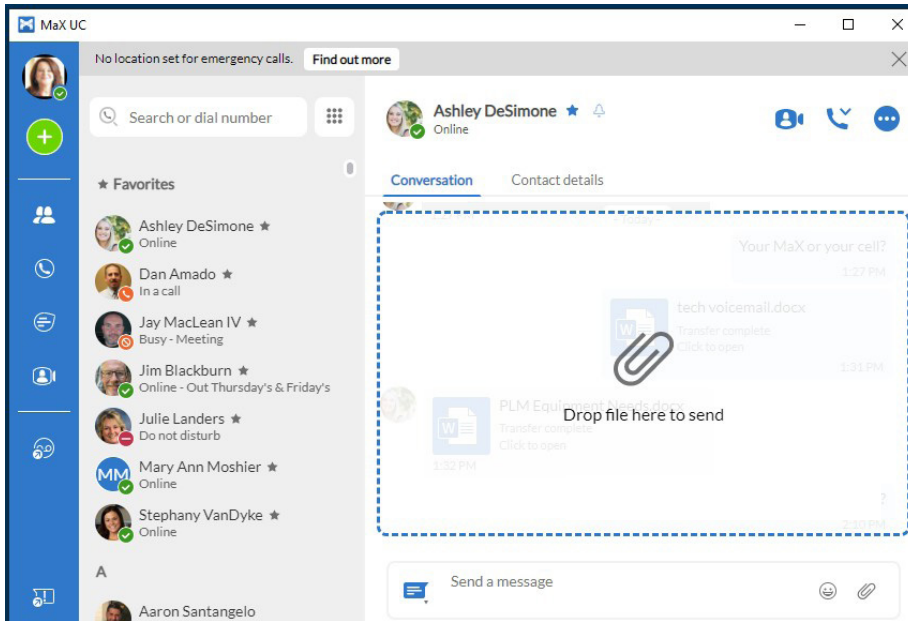 MaX UC
No location set for emergency calls. Find out more
Search or dial number
Ashley DeSimone
Online
Conversation Contact details
Favorites
Ashley DeSimone
Online
Dan Amado
In a call
Jay MacLean IV
Busy - Meeting
Jim Blackburn
Online - Out Thursday's & Friday's
Julie Landers
Do not disturb
MM
Mary Ann Moshier
Online
Stephany VanDyke
Online
A
Aaron Santangelo
Your MaX or your cell?
1:27 PM
W
tech voicemail.docx
Transfer complete
Click to open
1:31 PM
W
PLM Equipment Needs.docx
Drop file here to send
Transfer complete
Click to open
1:32 PM
?
2:10 PM
Send a message